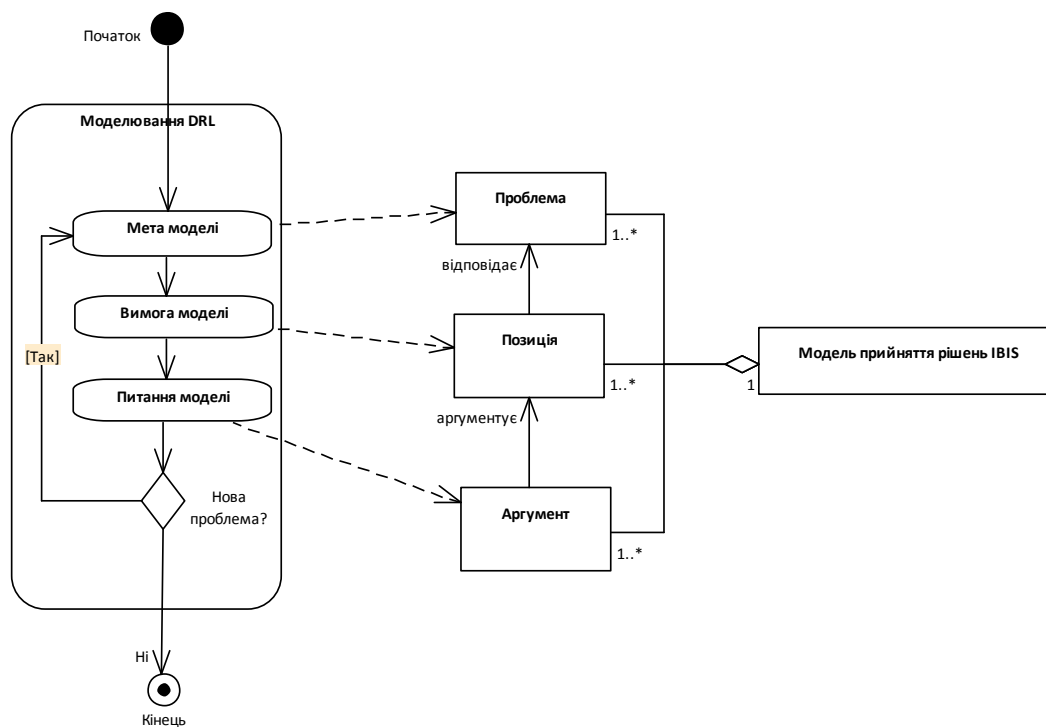 Початок
Моделювання DRL
Мета моделі
Вимога моделі
[Так]
Питання моделі
Нова
проблема?
Ні
Кінець
Проблема
1..*
відповідає
Позиція
1..*
аргументує
Аргумент
1..*
Модель прийняття рішень IBIS
1